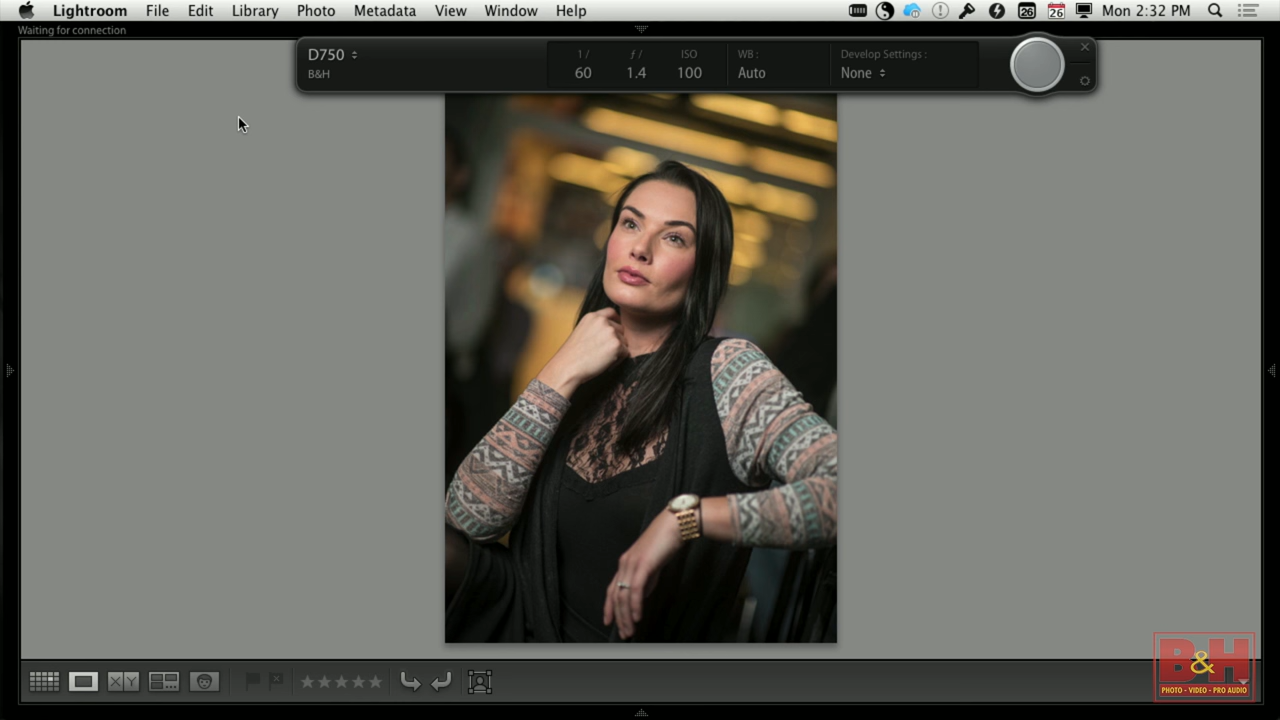 Lightroom File Edit Library Photo Metadata View Window Help 26 26 Mon 2:32 PM
Waiting for connection
D750 1 / ƒ / ISO WB : Develop Settings :
B&H 60 1.4 100 Auto None
XY
B&H
PHOTO - VIDEO - PRO AUDIO